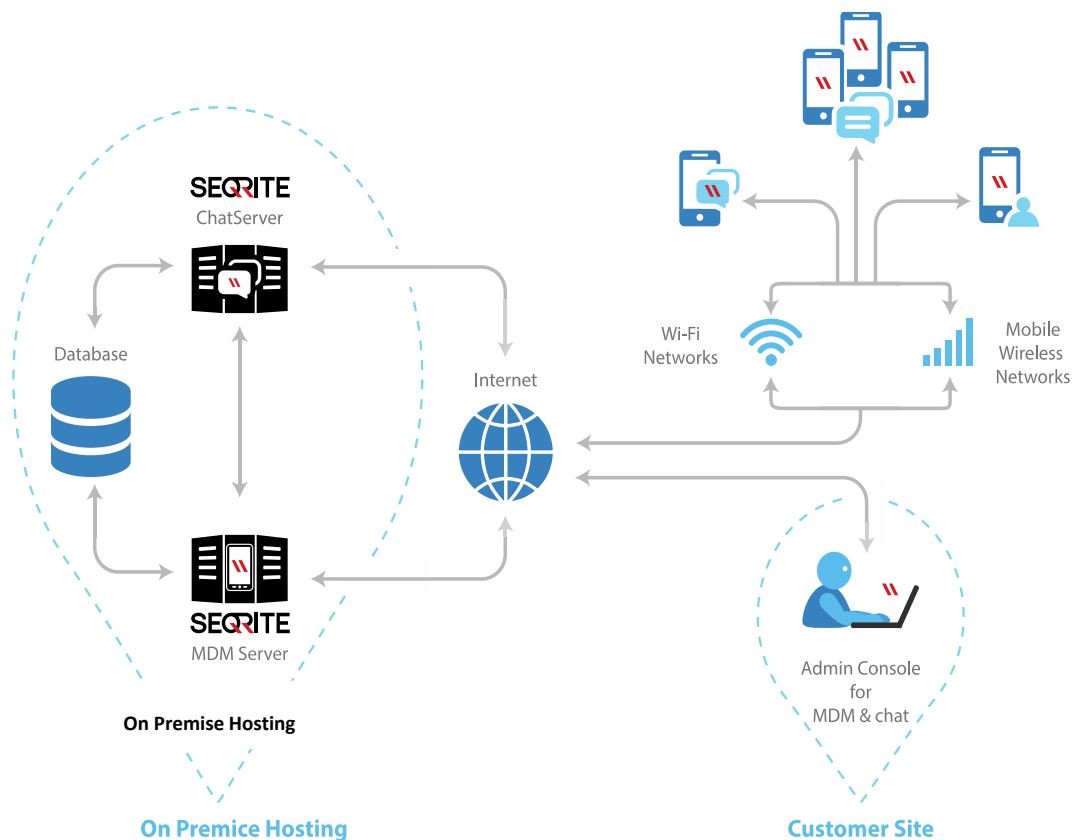 SEQRITE
ChatServer
Database
Internet
SEQRITE
MDM Server
On Premise Hosting
On Premice Hosting
Wi-Fi
Networks
Mobile
Wireless
Networks
Admin Console
for
MDM & chat
Customer Site